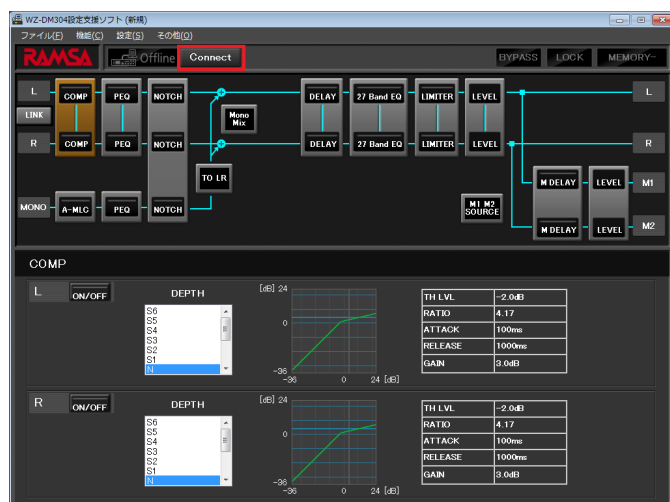 WZ-DM304設定支援ソフト (新規)
ファイル(F) 機能(C) 設定(S) その他(O)
RAMSA Offline Connect BYPASS LOCK MEMORY-
L COMP PEQ NOTCH DELAY 27 Band EQ LIMITER LEVEL L
LINK
Mono
Mix
R COMP PEQ NOTCH DELAY 27 Band EQ LIMITER LEVEL R
TO LR
M DELAY LEVEL M1
MONO A-MLC PEQ NOTCH
M1 M2
SOURCE
M DELAY LEVEL M2
COMP
L ON/OFF DEPTH
S6
S5
S4
S3
S2
S1
N
[dB] 24
0
-36
-36 0 24 [dB]
TH LVL -2.0dB
RATIO 4.17
ATTACK 100ms
RELEASE 1000ms
GAIN 3.0dB
R ON/OFF DEPTH
S6
S5
S4
S3
S2
S1
N
[dB] 24
0
-36
-36 0 24 [dB]
TH LVL -2.0dB
RATIO 4.17
ATTACK 100ms
RELEASE 1000ms
GAIN 3.0dB